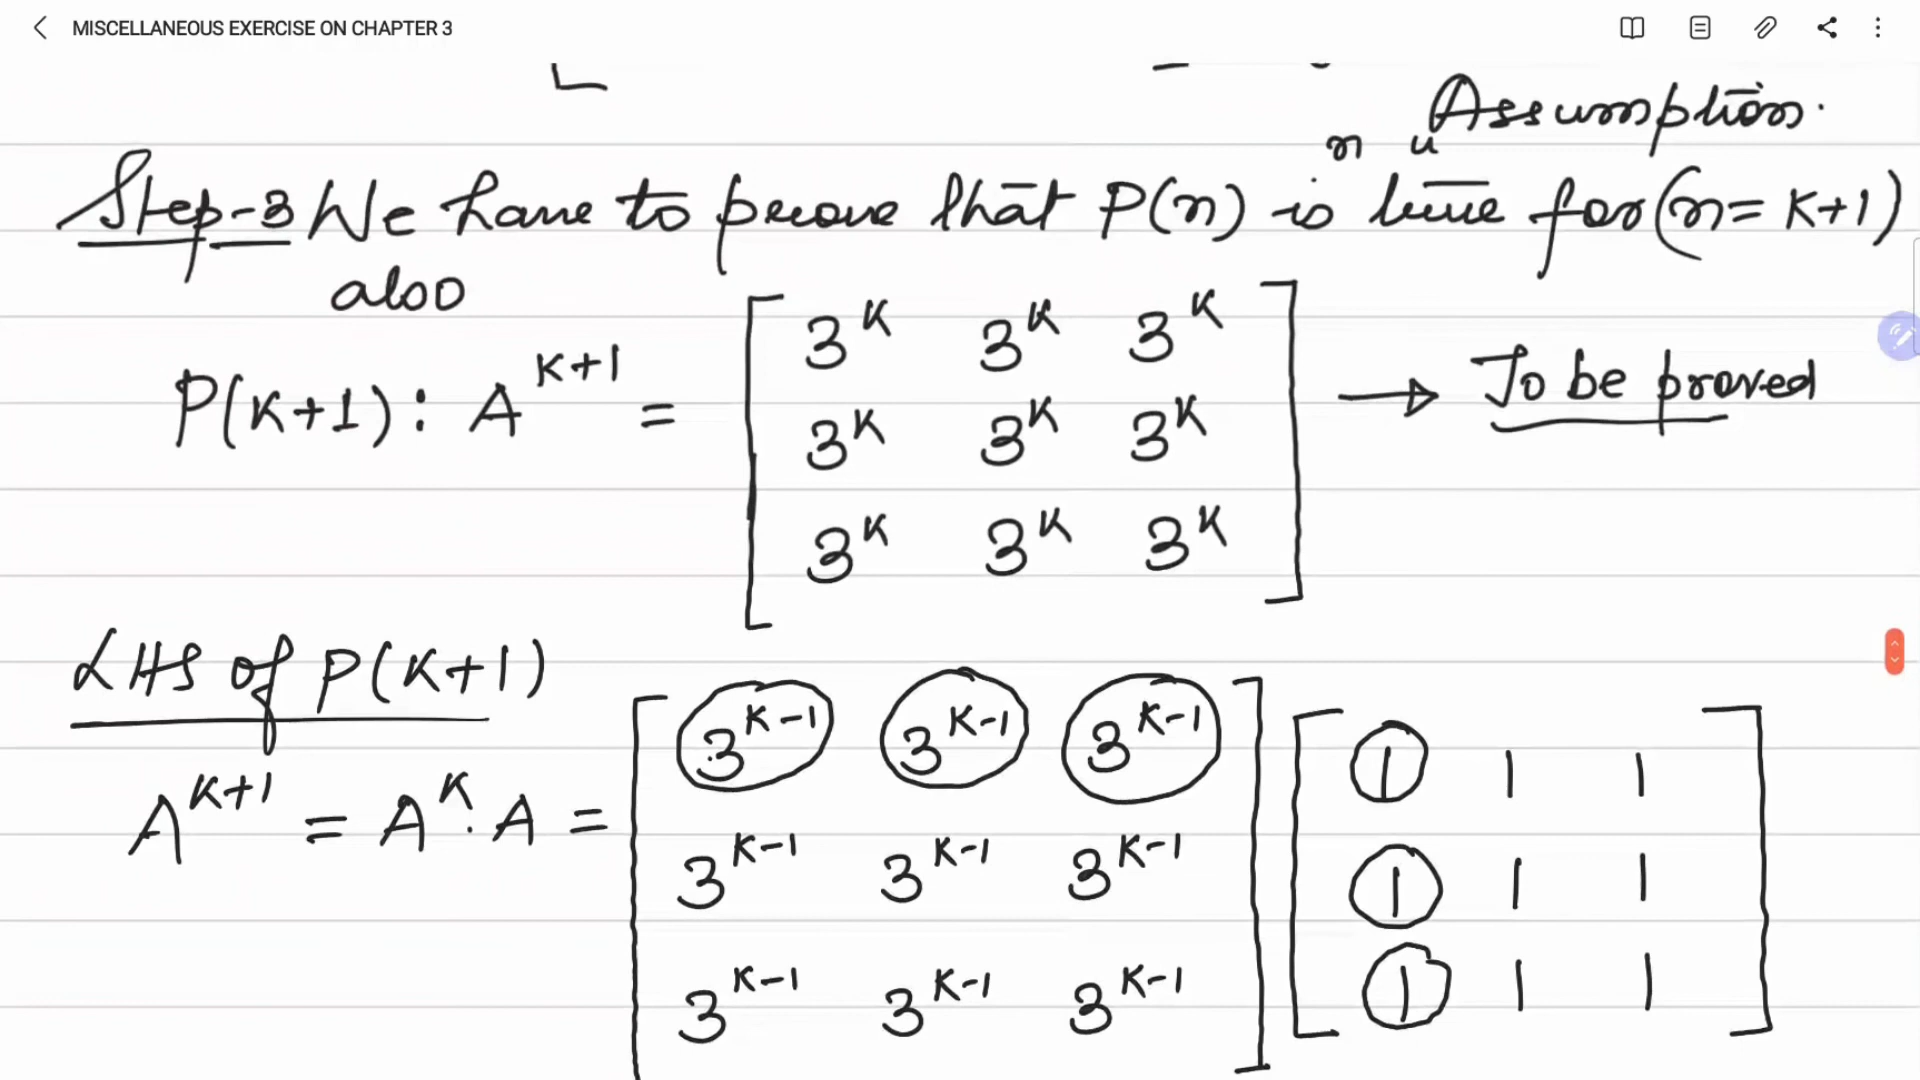 MISCELLANEOUS EXERCISE ON CHAPTER 3
Assumption.
n u
Step-3 We have to prove that P(n) is true for (n = K+1)
also
P(K+1): A^{K+1} = [ 3^K 3^K 3^K → To be proved
3^K 3^K 3^K
3^K 3^K 3^K ]
LHS of P(K+1)
A^{K+1} = A^K . A = [ 3^{K-1} 3^{K-1} 3^{K-1} ] [ 1 1 1 ]
3^{K-1} 3^{K-1} 3^{K-1} 1 1 1
3^{K-1} 3^{K-1} 3^{K-1} 1 1 1